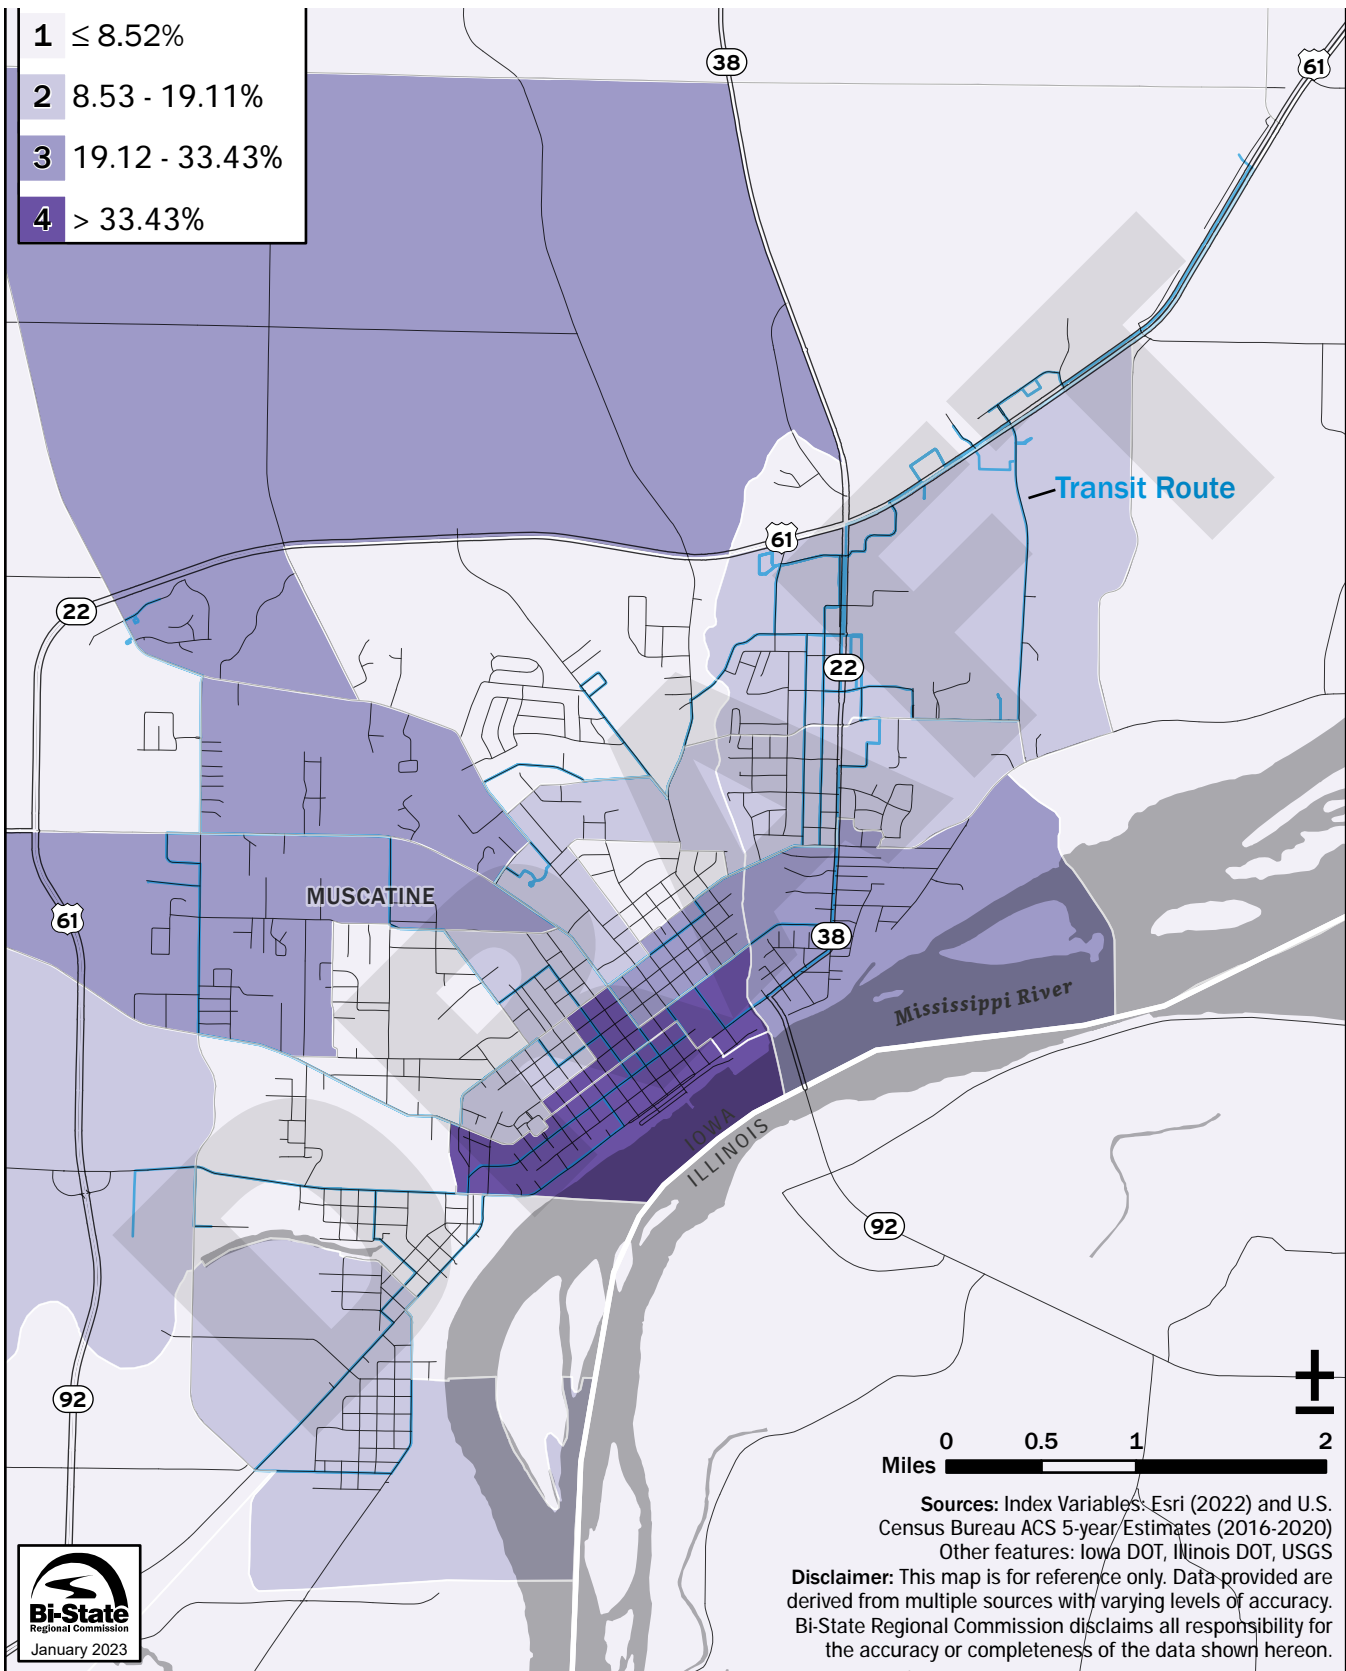 1 ≤ 8.52%
2 8.53 - 19.11%
3 19.12 - 33.43%
4 > 33.43%
38
61
Transit Route
61
22
22
MUSCATINE
61
38
Mississippi River
IOWA
ILLINOIS
92
92
DRAFT
0 0.5 1 2
Miles
Sources: Index Variables: Esri (2022) and U.S.
Census Bureau ACS 5-year Estimates (2016-2020)
Other features: Iowa DOT, Illinois DOT, USGS
Disclaimer: This map is for reference only. Data provided are
derived from multiple sources with varying levels of accuracy.
Bi-State Regional Commission disclaims all responsibility for
the accuracy or completeness of the data shown hereon.
Bi-State
Regional Commission
January 2023